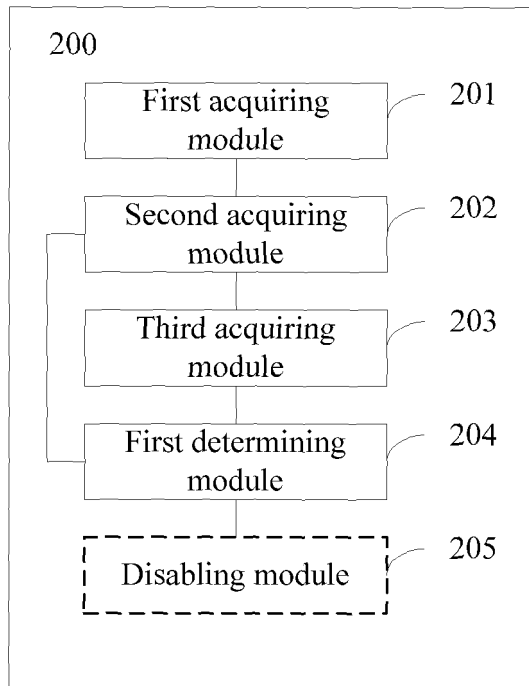 200
First acquiring
module
201
Second acquiring
module
202
Third acquiring
module
203
First determining
module
204
Disabling module
205